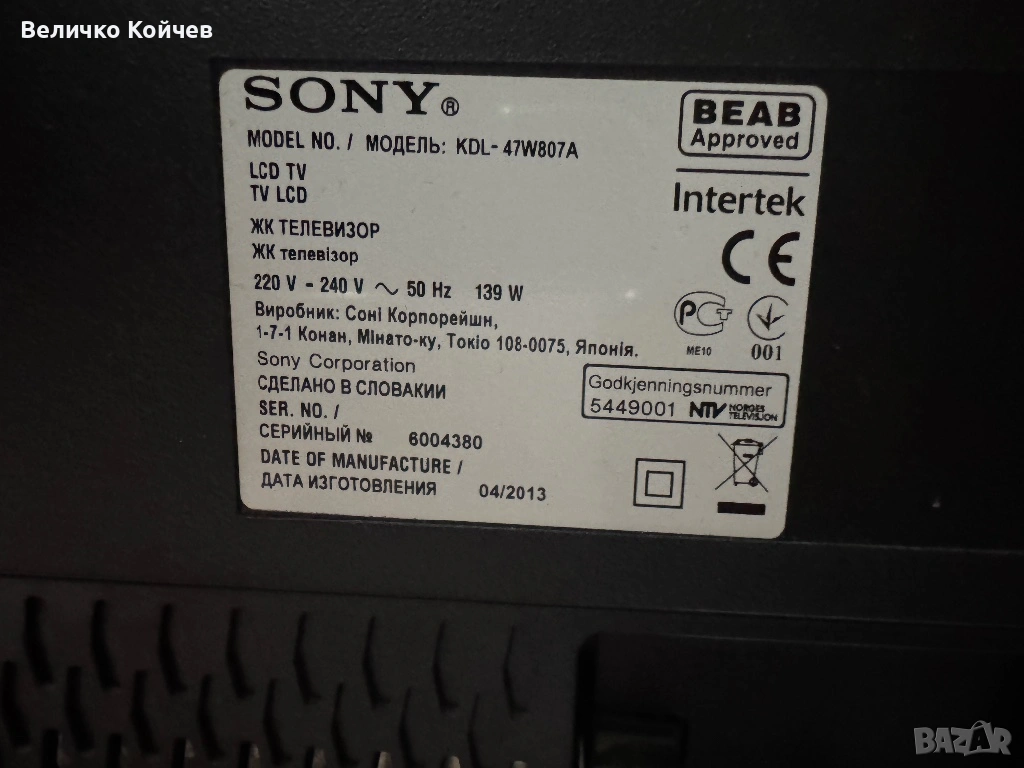 Величко Койчев
SONY®
MODEL NO. / МОДЕЛЬ: KDL-47W807A
LCD TV
TV LCD
ЖК ТЕЛЕВИЗОР
ЖК телевізор
220 V - 240 V ~ 50 Hz 139 W
Виробник: Соні Корпорейшн,
1-7-1 Конан, Мінато-ку, Токіо 108-0075, Японія.
Sony Corporation
СДЕЛАНО В СЛОВАКИИ
SER. NO. /
СЕРИЙНЫЙ № 6004380
DATE OF MANUFACTURE /
ДАТА ИЗГОТОВЛЕНИЯ 04/2013
BEAB
Approved
Intertek
CE
РСТ
ME10
001
Godkjenningsnummer
5449001 NTV NORGES
TELEVISJON
BAZAR